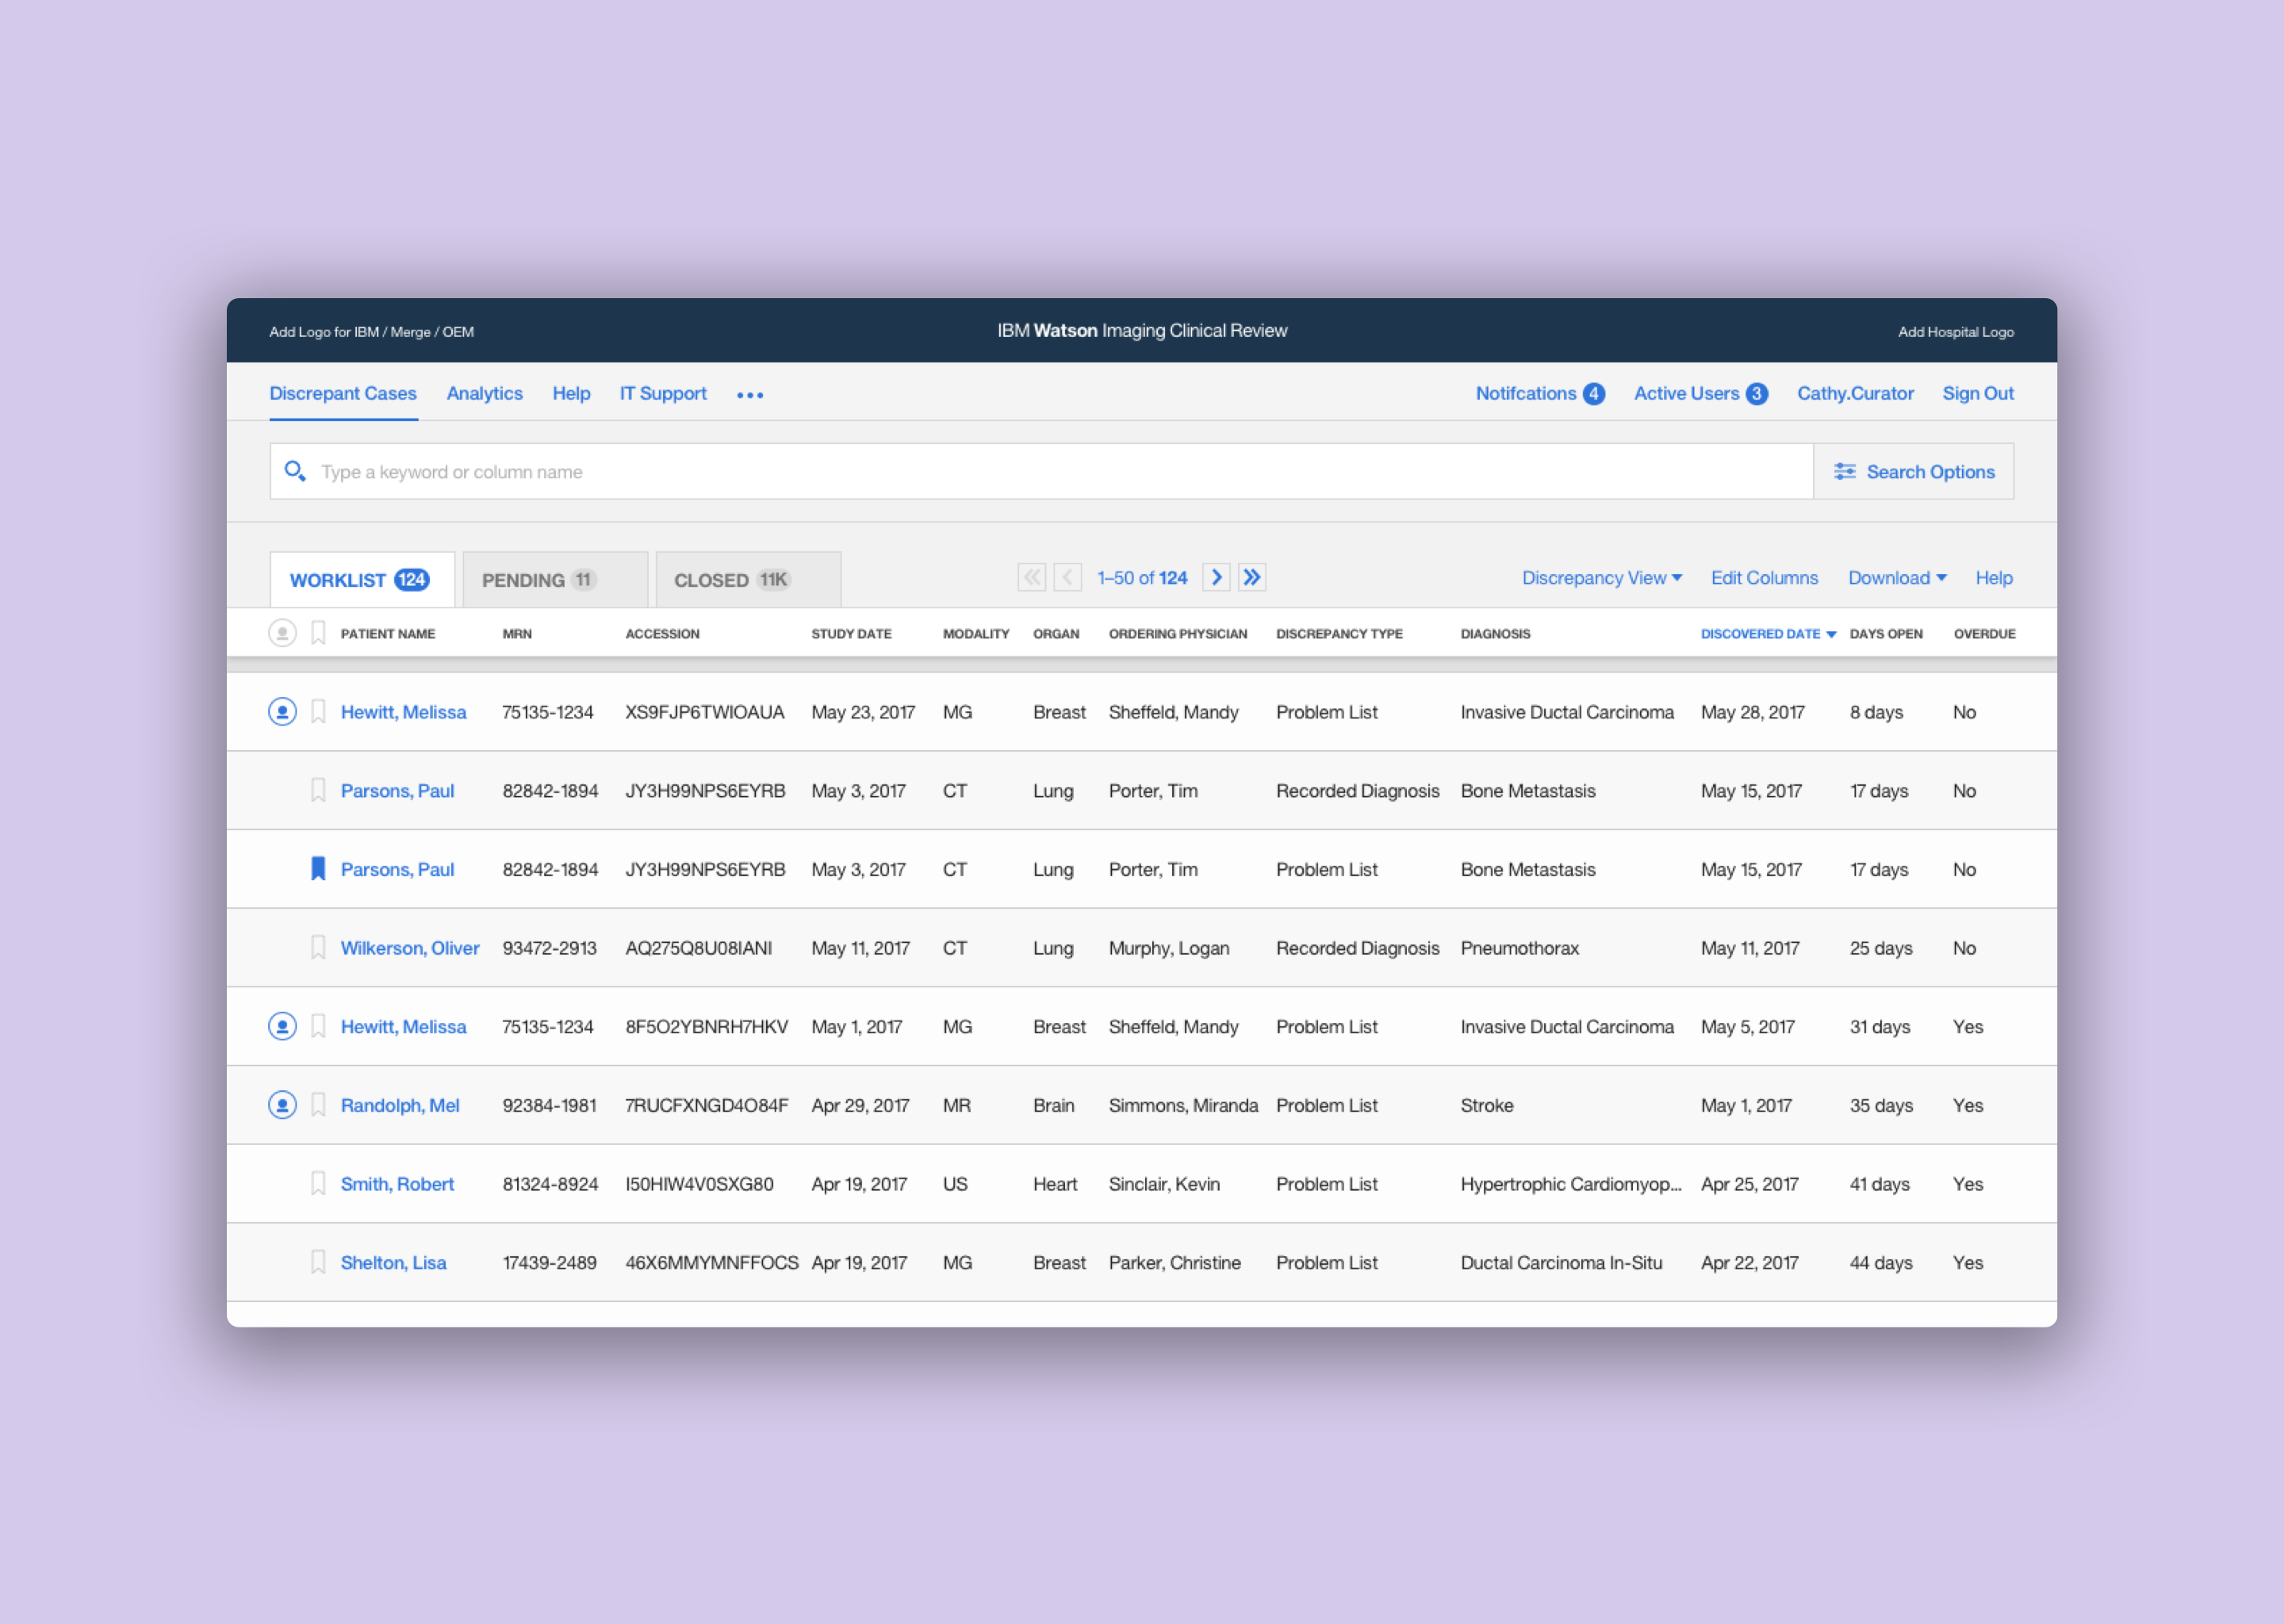 Add Logo for IBM / Merge / OEM IBM Watson Imaging Clinical Review Add Hospital Logo
Discrepant Cases Analytics Help IT Support ••• Notifcations 4 Active Users 3 Cathy.Curator Sign Out
Type a keyword or column name Search Options
WORKLIST 124 PENDING 11 CLOSED 11K 1–50 of 124 Discrepancy View Edit Columns Download Help
PATIENT NAME MRN ACCESSION STUDY DATE MODALITY ORGAN ORDERING PHYSICIAN DISCREPANCY TYPE DIAGNOSIS DISCOVERED DATE DAYS OPEN OVERDUE
Hewitt, Melissa 75135-1234 XS9FJP6TWIOAUA May 23, 2017 MG Breast Sheffeld, Mandy Problem List Invasive Ductal Carcinoma May 28, 2017 8 days No
Parsons, Paul 82842-1894 JY3H99NPS6EYRB May 3, 2017 CT Lung Porter, Tim Recorded Diagnosis Bone Metastasis May 15, 2017 17 days No
Parsons, Paul 82842-1894 JY3H99NPS6EYRB May 3, 2017 CT Lung Porter, Tim Problem List Bone Metastasis May 15, 2017 17 days No
Wilkerson, Oliver 93472-2913 AQ275Q8U08IANI May 11, 2017 CT Lung Murphy, Logan Recorded Diagnosis Pneumothorax May 11, 2017 25 days No
Hewitt, Melissa 75135-1234 8F5O2YBNRH7HKV May 1, 2017 MG Breast Sheffeld, Mandy Problem List Invasive Ductal Carcinoma May 5, 2017 31 days Yes
Randolph, Mel 92384-1981 7RUCFXNGD4O84F Apr 29, 2017 MR Brain Simmons, Miranda Problem List Stroke May 1, 2017 35 days Yes
Smith, Robert 81324-8924 I50HIW4V0SXG80 Apr 19, 2017 US Heart Sinclair, Kevin Problem List Hypertrophic Cardiomyop... Apr 25, 2017 41 days Yes
Shelton, Lisa 17439-2489 46X6MMYMNFFOCS Apr 19, 2017 MG Breast Parker, Christine Problem List Ductal Carcinoma In-Situ Apr 22, 2017 44 days Yes